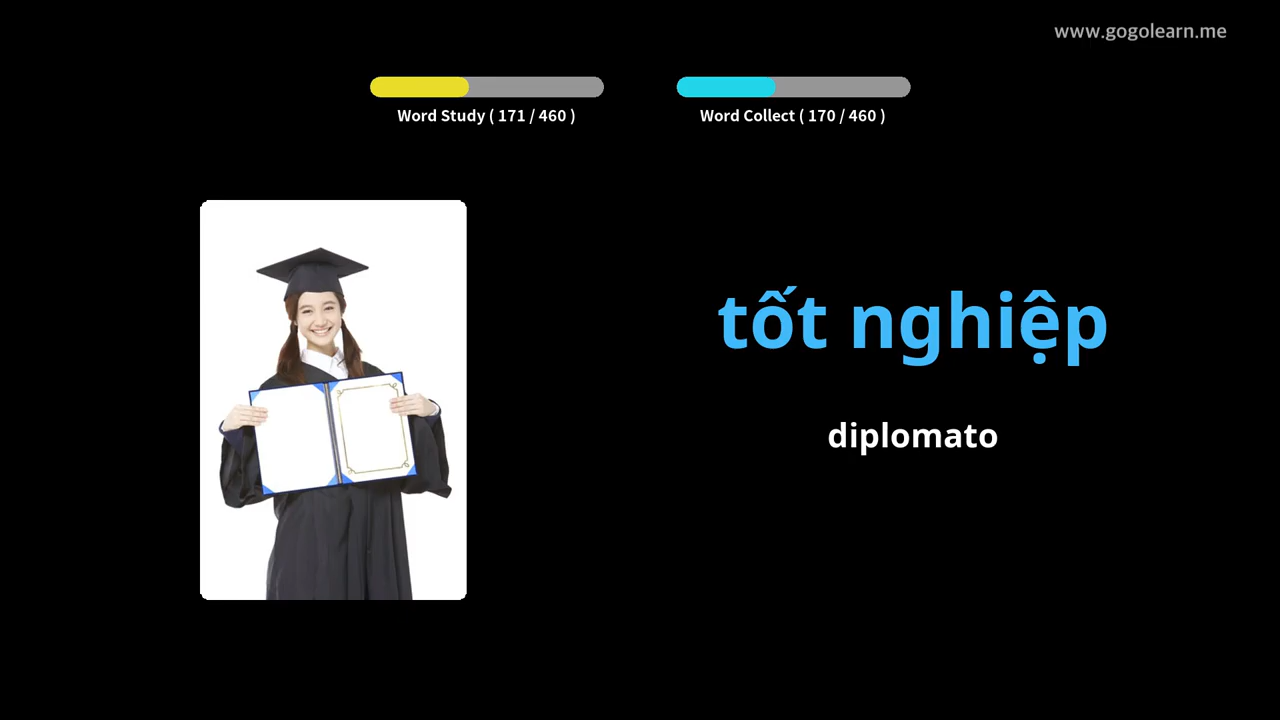 www.gogolearn.me
Word Study ( 171 / 460 )
Word Collect ( 170 / 460 )
tốt nghiệp
diplomato